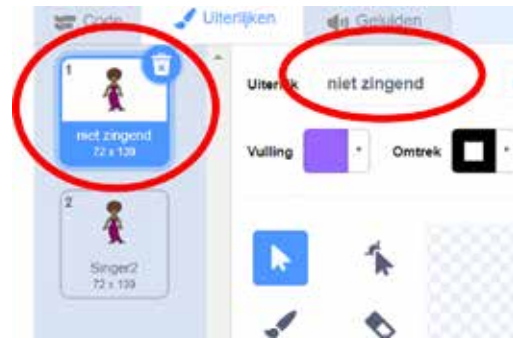 Code Uiterlijken Geluiden
1
niet zingend
72 x 139
2
Singer2
72 x 139
Uiterlijk niet zingend
Vulling Omtrek